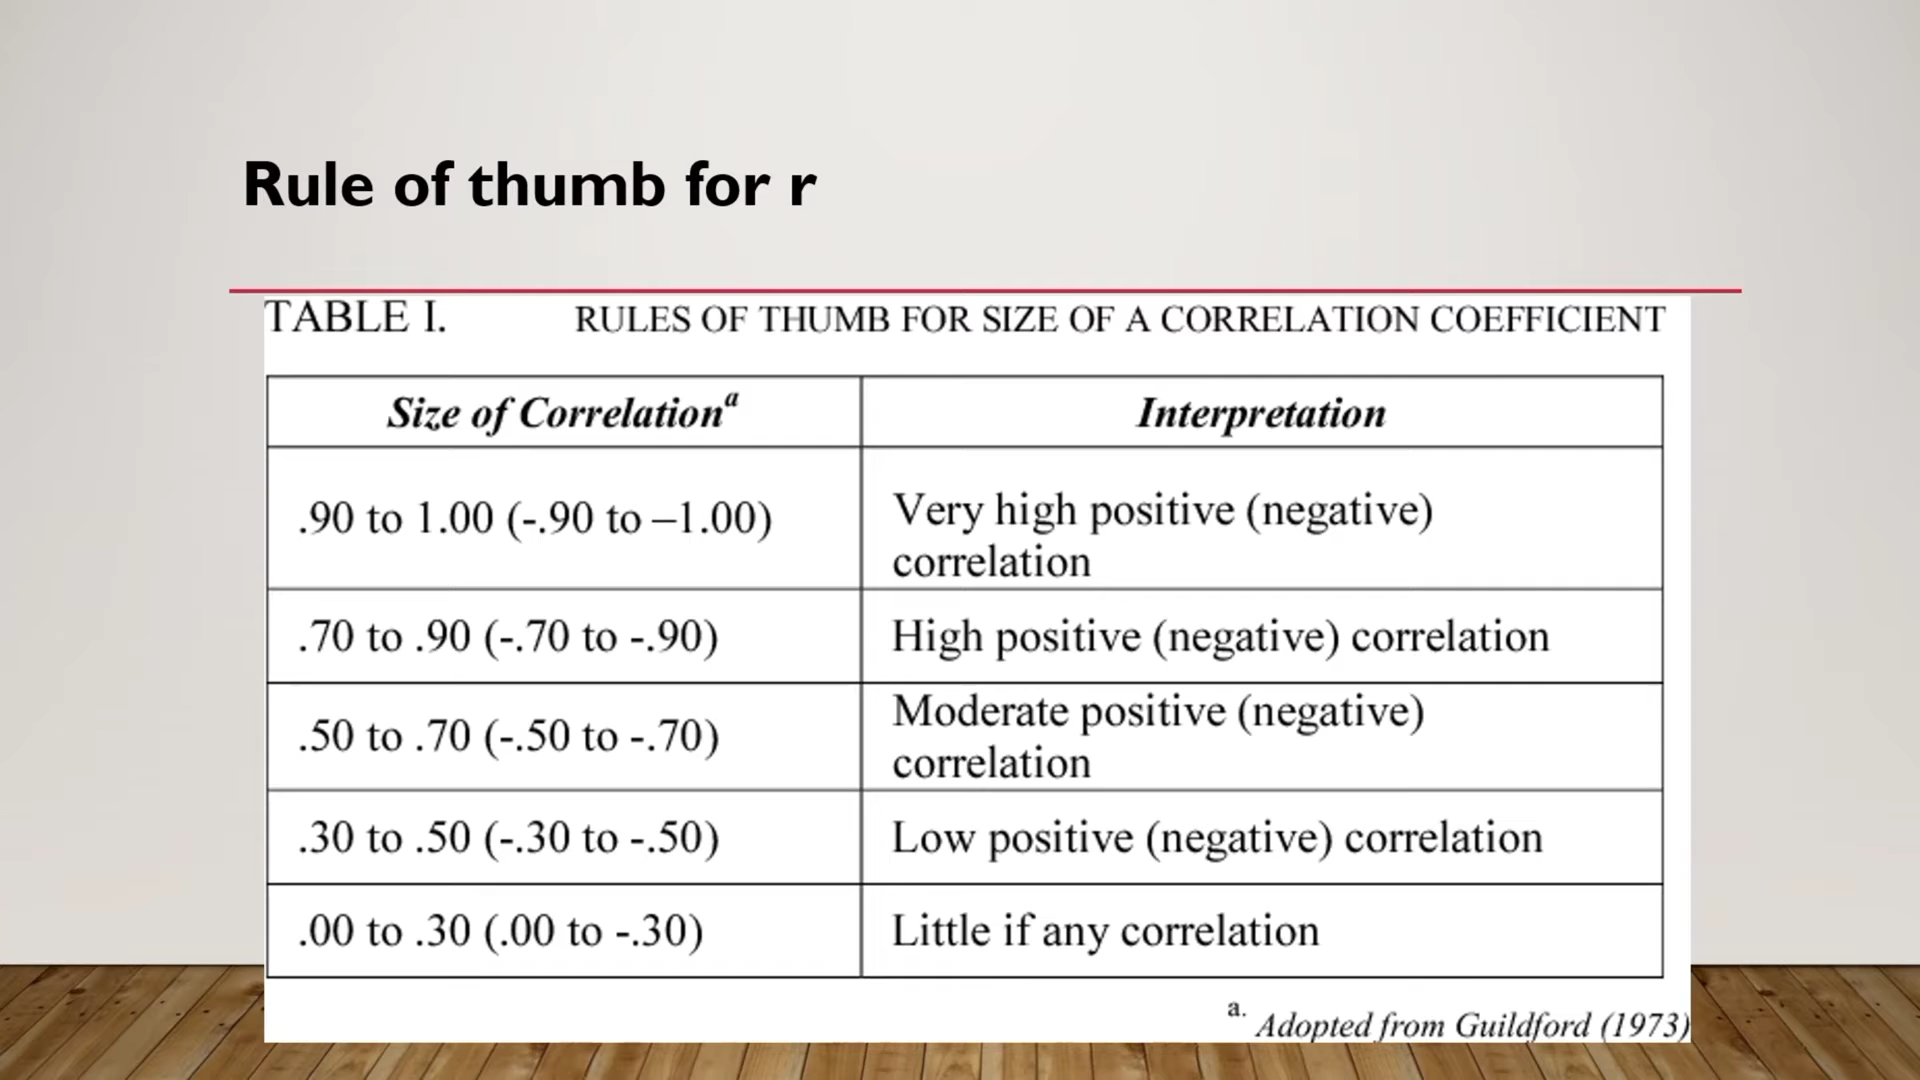 Rule of thumb for r
TABLE I. RULES OF THUMB FOR SIZE OF A CORRELATION COEFFICIENT
Size of Correlationa Interpretation
.90 to 1.00 (-.90 to –1.00) Very high positive (negative)
correlation
.70 to .90 (-.70 to -.90) High positive (negative) correlation
.50 to .70 (-.50 to -.70) Moderate positive (negative)
correlation
.30 to .50 (-.30 to -.50) Low positive (negative) correlation
.00 to .30 (.00 to -.30) Little if any correlation
a. Adopted from Guildford (1973)